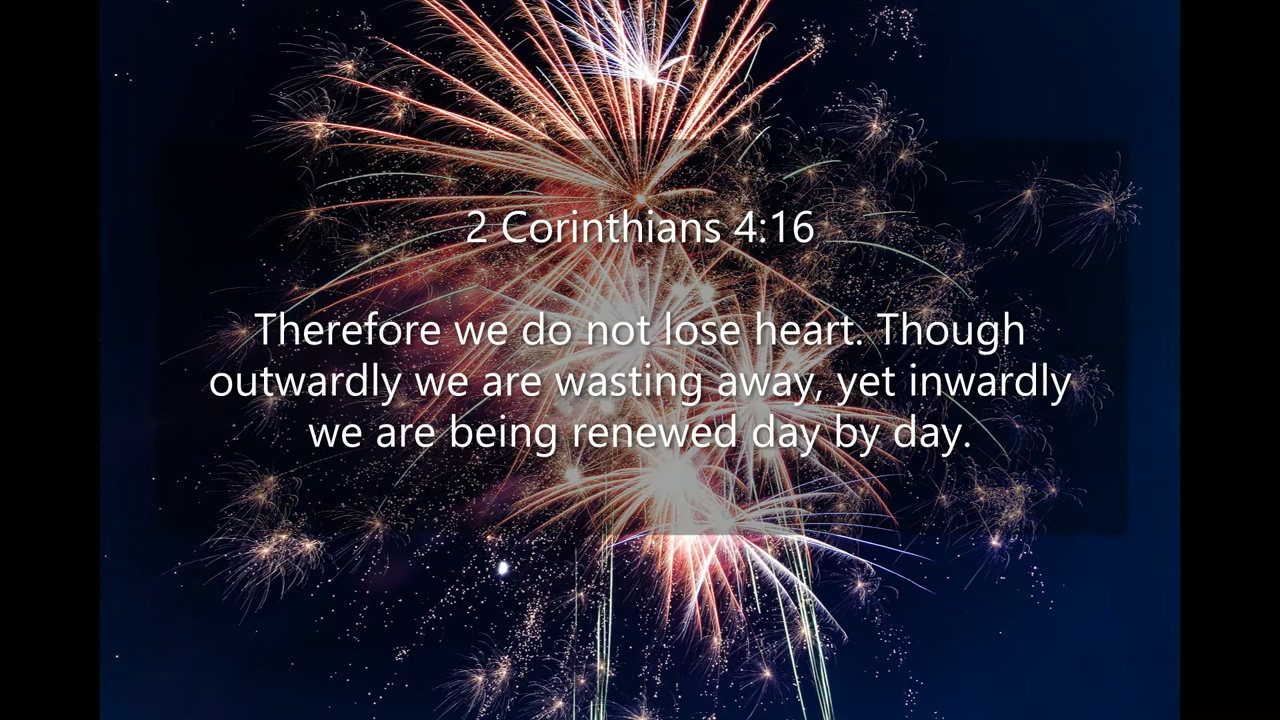 2 Corinthians 4:16
Therefore we do not lose heart. Though
outwardly we are wasting away, yet inwardly
we are being renewed day by day.